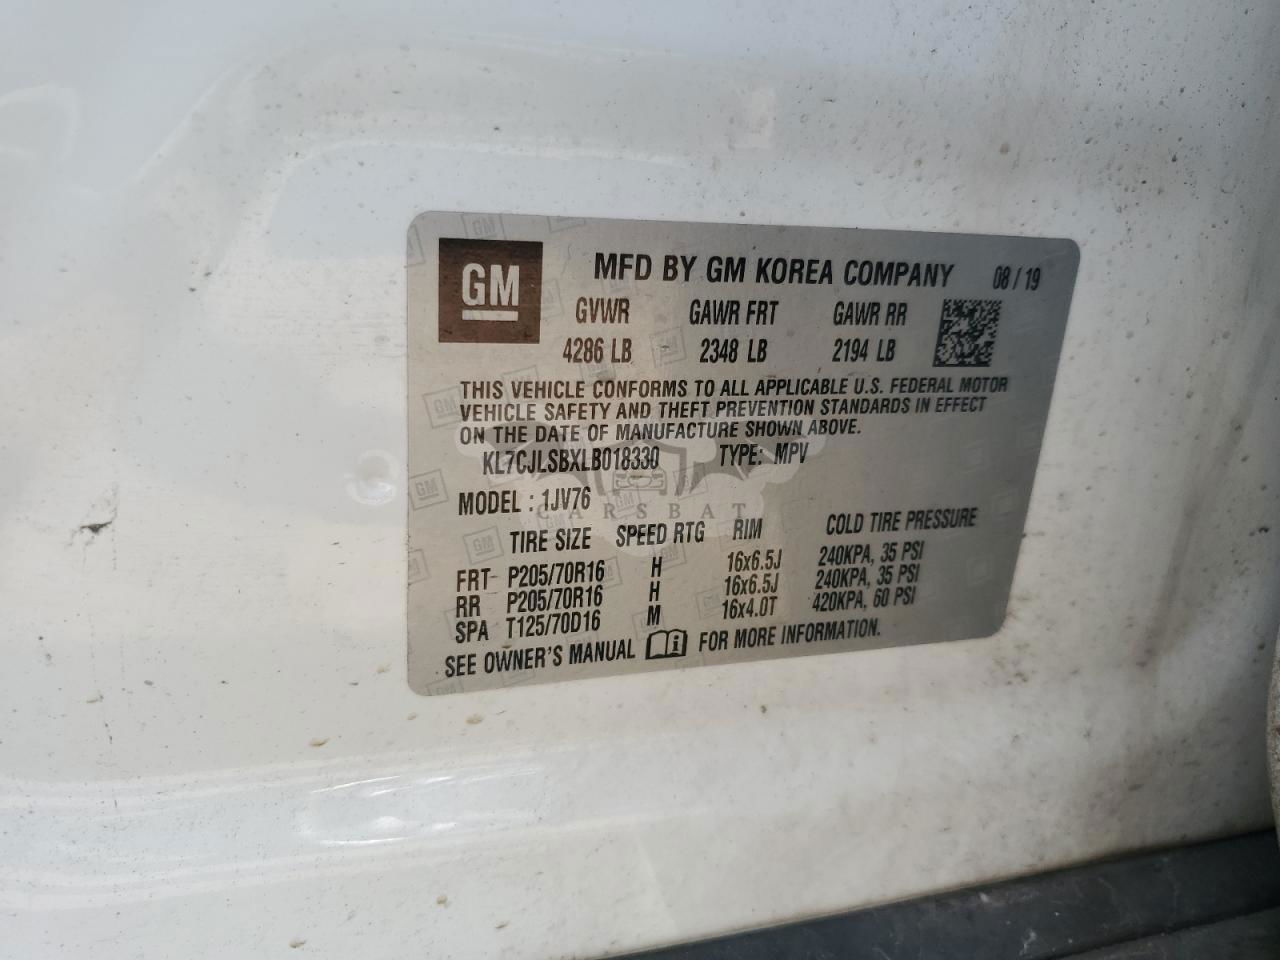 GM MFD BY GM KOREA COMPANY 08 / 19
GVWR GAWR FRT GAWR RR
4286 LB 2348 LB 2194 LB
THIS VEHICLE CONFORMS TO ALL APPLICABLE U.S. FEDERAL MOTOR
VEHICLE SAFETY AND THEFT PREVENTION STANDARDS IN EFFECT
ON THE DATE OF MANUFACTURE SHOWN ABOVE.
KL7CJLSBXLB018330 TYPE: MPV
MODEL : 1JV76
CARSBAT
TIRE SIZE SPEED RTG RIM COLD TIRE PRESSURE
FRT P205/70R16 H 16x6.5J 240KPA, 35 PSI
RR P205/70R16 H 16x6.5J 240KPA, 35 PSI
SPA T125/70D16 M 16x4.0T 420KPA, 60 PSI
SEE OWNER'S MANUAL FOR MORE INFORMATION.